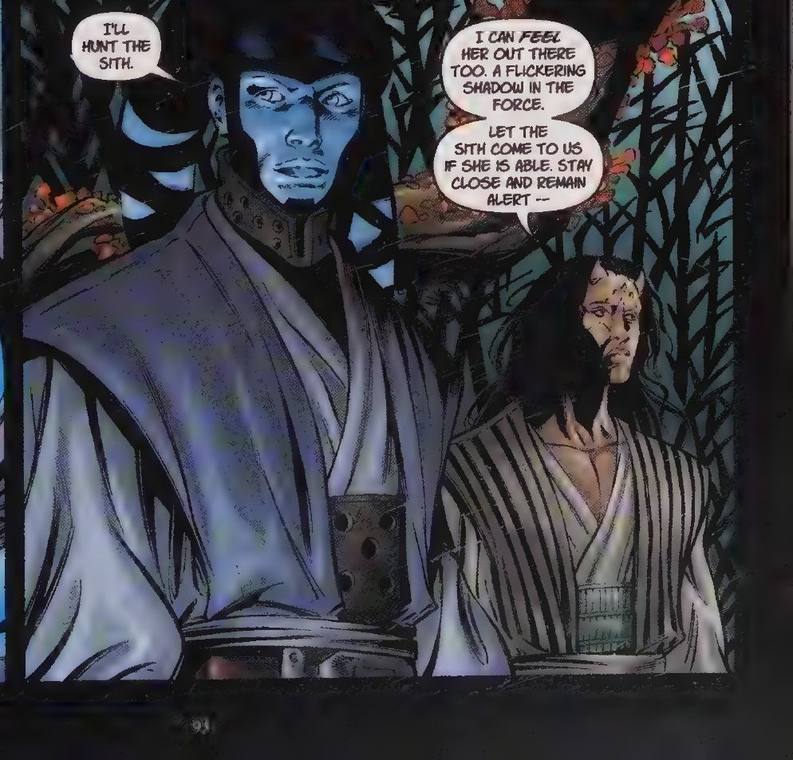 I'LL
HUNT THE
SITH.
I CAN FEEL
HER OUT THERE
TOO. A FLICKERING
SHADOW IN THE
FORCE.
LET THE
SITH COME TO US
IF SHE IS ABLE. STAY
CLOSE AND REMAIN
ALERT --